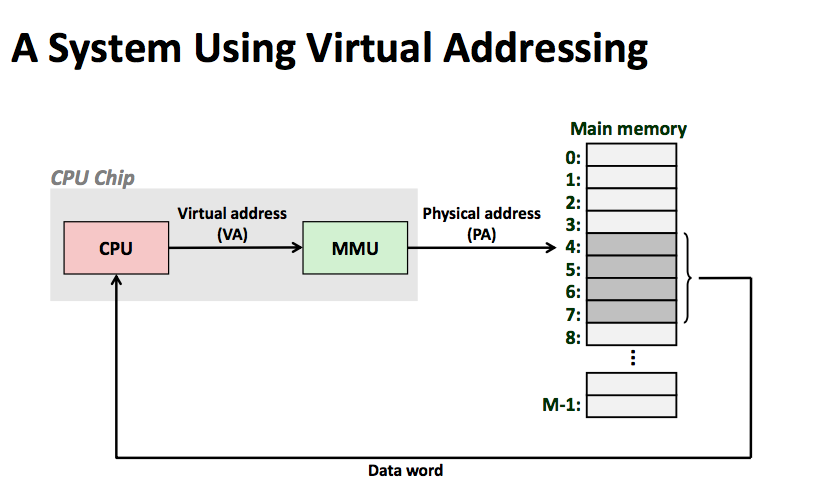 A System Using Virtual Addressing
Main memory
CPU Chip
Virtual address
(VA)
Physical address
(PA)
CPU
MMU
0:
1:
2:
3:
4:
5:
6:
7:
8:
...
M-1:
Data word